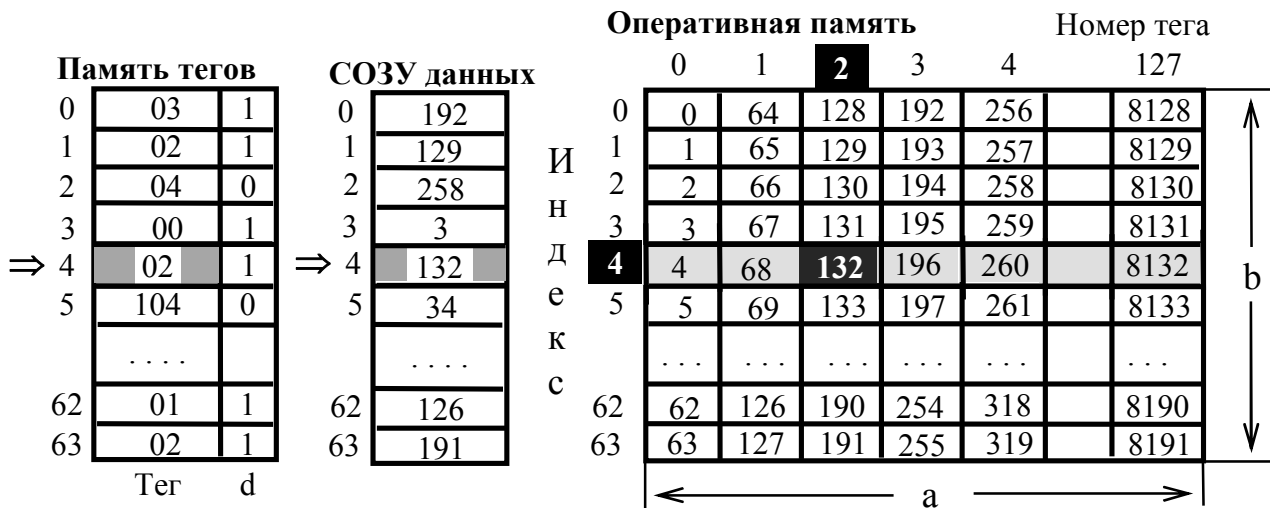 Оперативная память Номер тега
Память тегов СОЗУ данных 0 1 2 3 4 127
0 03 1 0 192 0 0 64 128 192 256 8128
1 02 1 1 129 1 1 65 129 193 257 8129
2 04 0 2 258 2 2 66 130 194 258 8130
3 00 1 3 3 3 3 67 131 195 259 8131
⇒ 4 02 1 ⇒ 4 132 4 4 68 132 196 260 8132
5 104 0 5 34 5 5 69 133 197 261 8133
. . . . . . . . . . . . . . . . . . . . . . . . . .
62 01 1 62 126 62 62 126 190 254 318 8190
63 02 1 63 191 63 63 127 191 255 319 8191
Индекс
b
Тег d
a